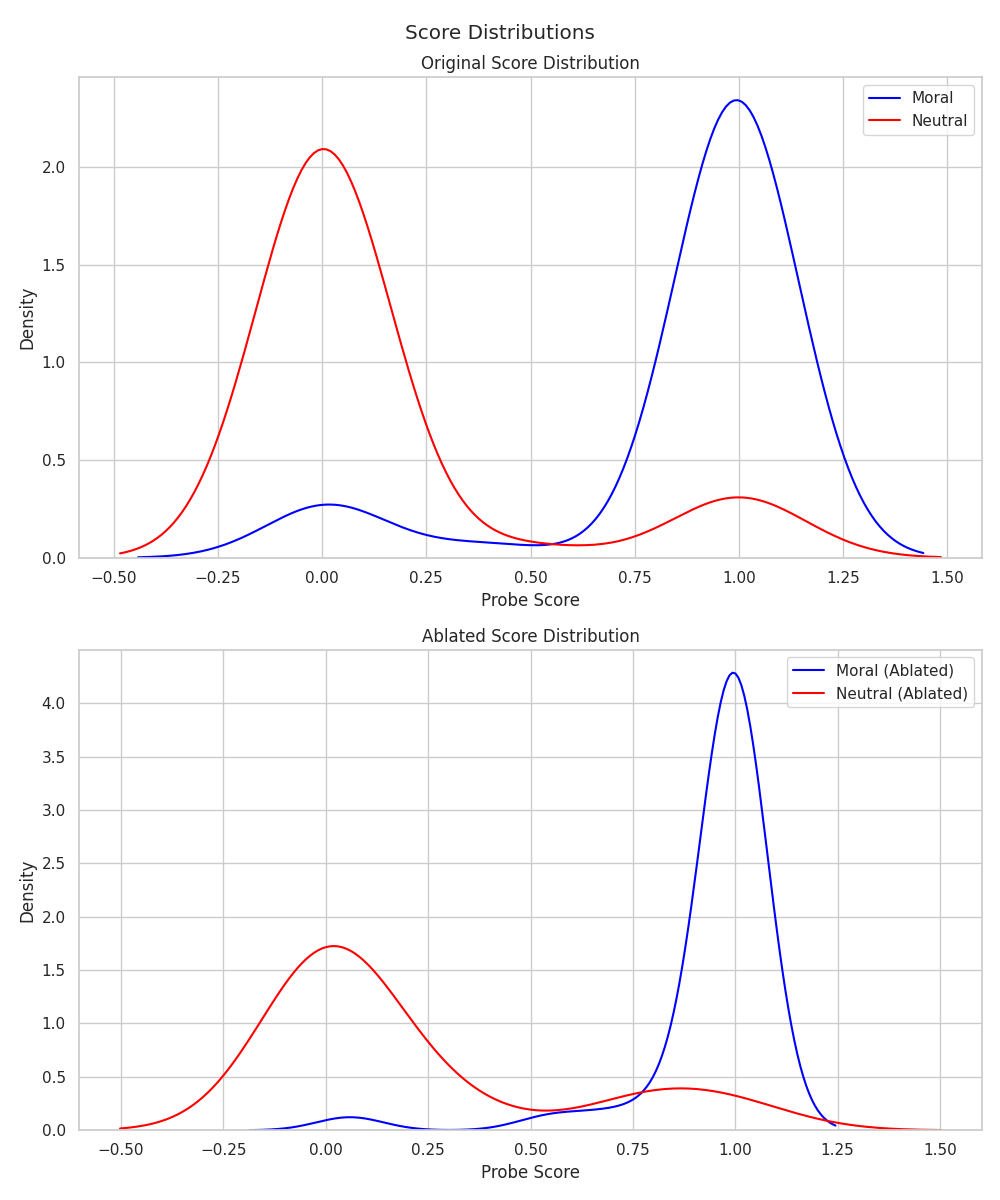 Score Distributions
Original Score Distribution
Moral
Neutral
Density
2.0
1.5
1.0
0.5
0.0
−0.50 −0.25 0.00 0.25 0.50 0.75 1.00 1.25 1.50
Probe Score
Ablated Score Distribution
Moral (Ablated)
Neutral (Ablated)
Density
4.0
3.5
3.0
2.5
2.0
1.5
1.0
0.5
0.0
−0.50 −0.25 0.00 0.25 0.50 0.75 1.00 1.25 1.50
Probe Score